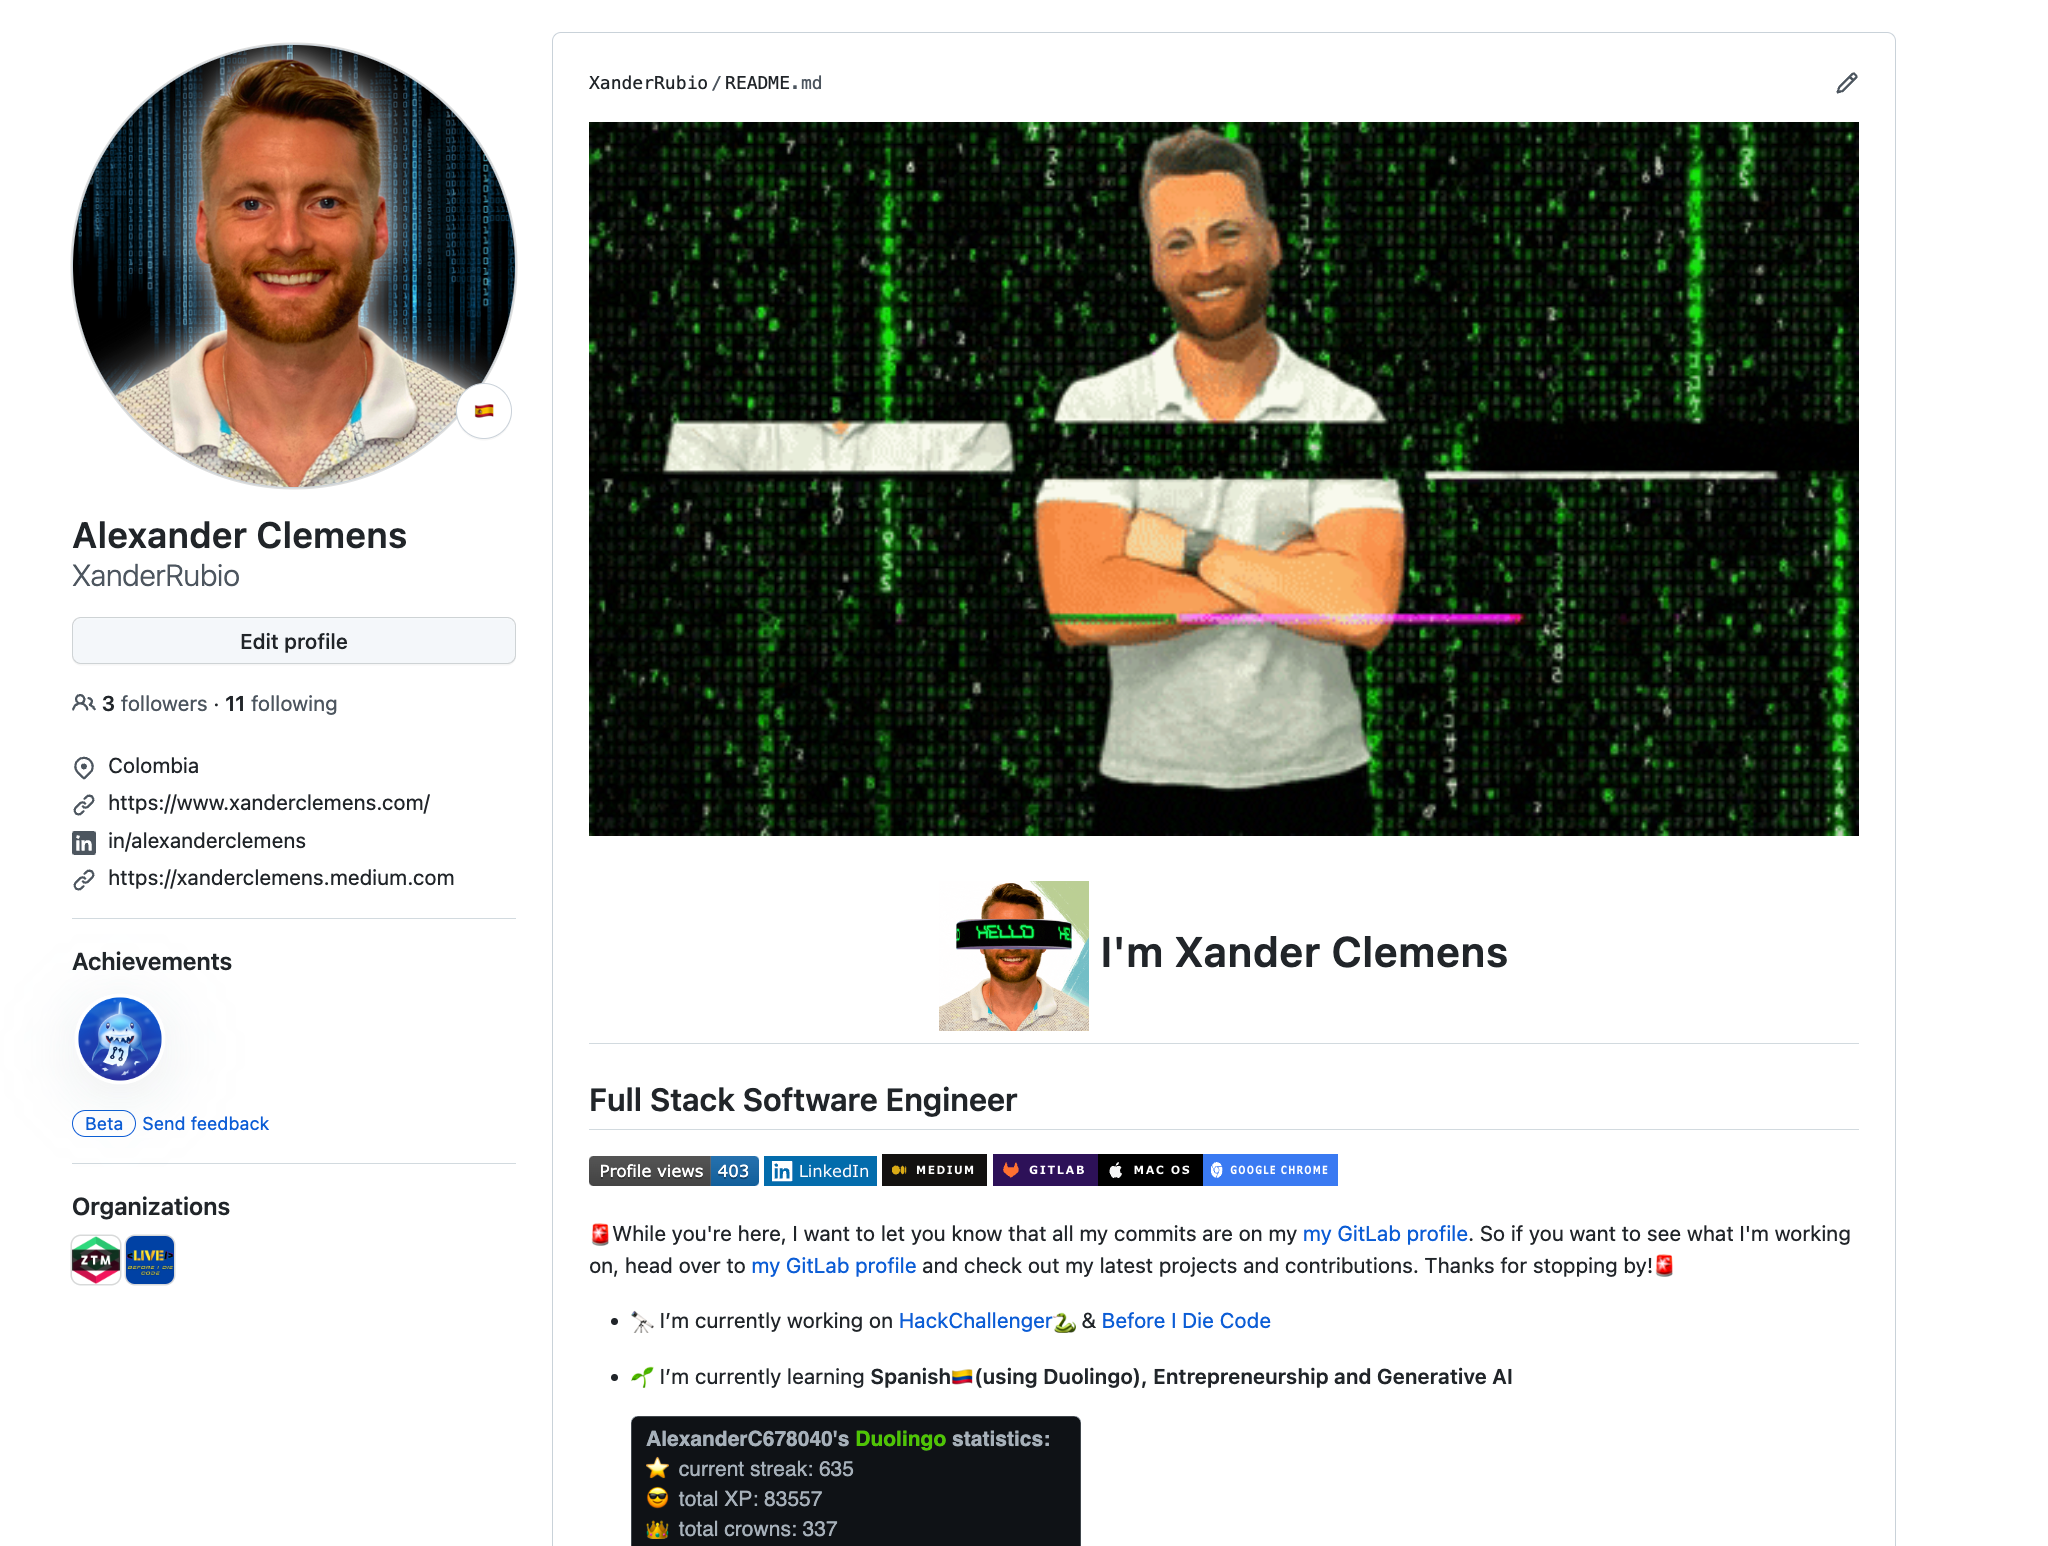 Alexander Clemens
XanderRubio
Edit profile
3 followers · 11 following
Colombia
https://www.xanderclemens.com/
in/alexanderclemens
https://xanderclemens.medium.com
Achievements
Beta Send feedback
Organizations
ZTM
<LIVE!>
BEFORE I DIE
CODE
XanderRubio/README.md
HELLO HE
I'm Xander Clemens
Full Stack Software Engineer
Profile views 403 LinkedIn MEDIUM GITLAB MAC OS GOOGLE CHROME
🚨While you're here, I want to let you know that all my commits are on my my GitLab profile. So if you want to see what I'm working
on, head over to my GitLab profile and check out my latest projects and contributions. Thanks for stopping by!🚨
• 🔭 I’m currently working on HackChallenger🐍 & Before I Die Code
• 🌱 I’m currently learning Spanish🇨🇴(using Duolingo), Entrepreneurship and Generative AI
AlexanderC678040's Duolingo statistics:
⭐ current streak: 635
😎 total XP: 83557
👑 total crowns: 337